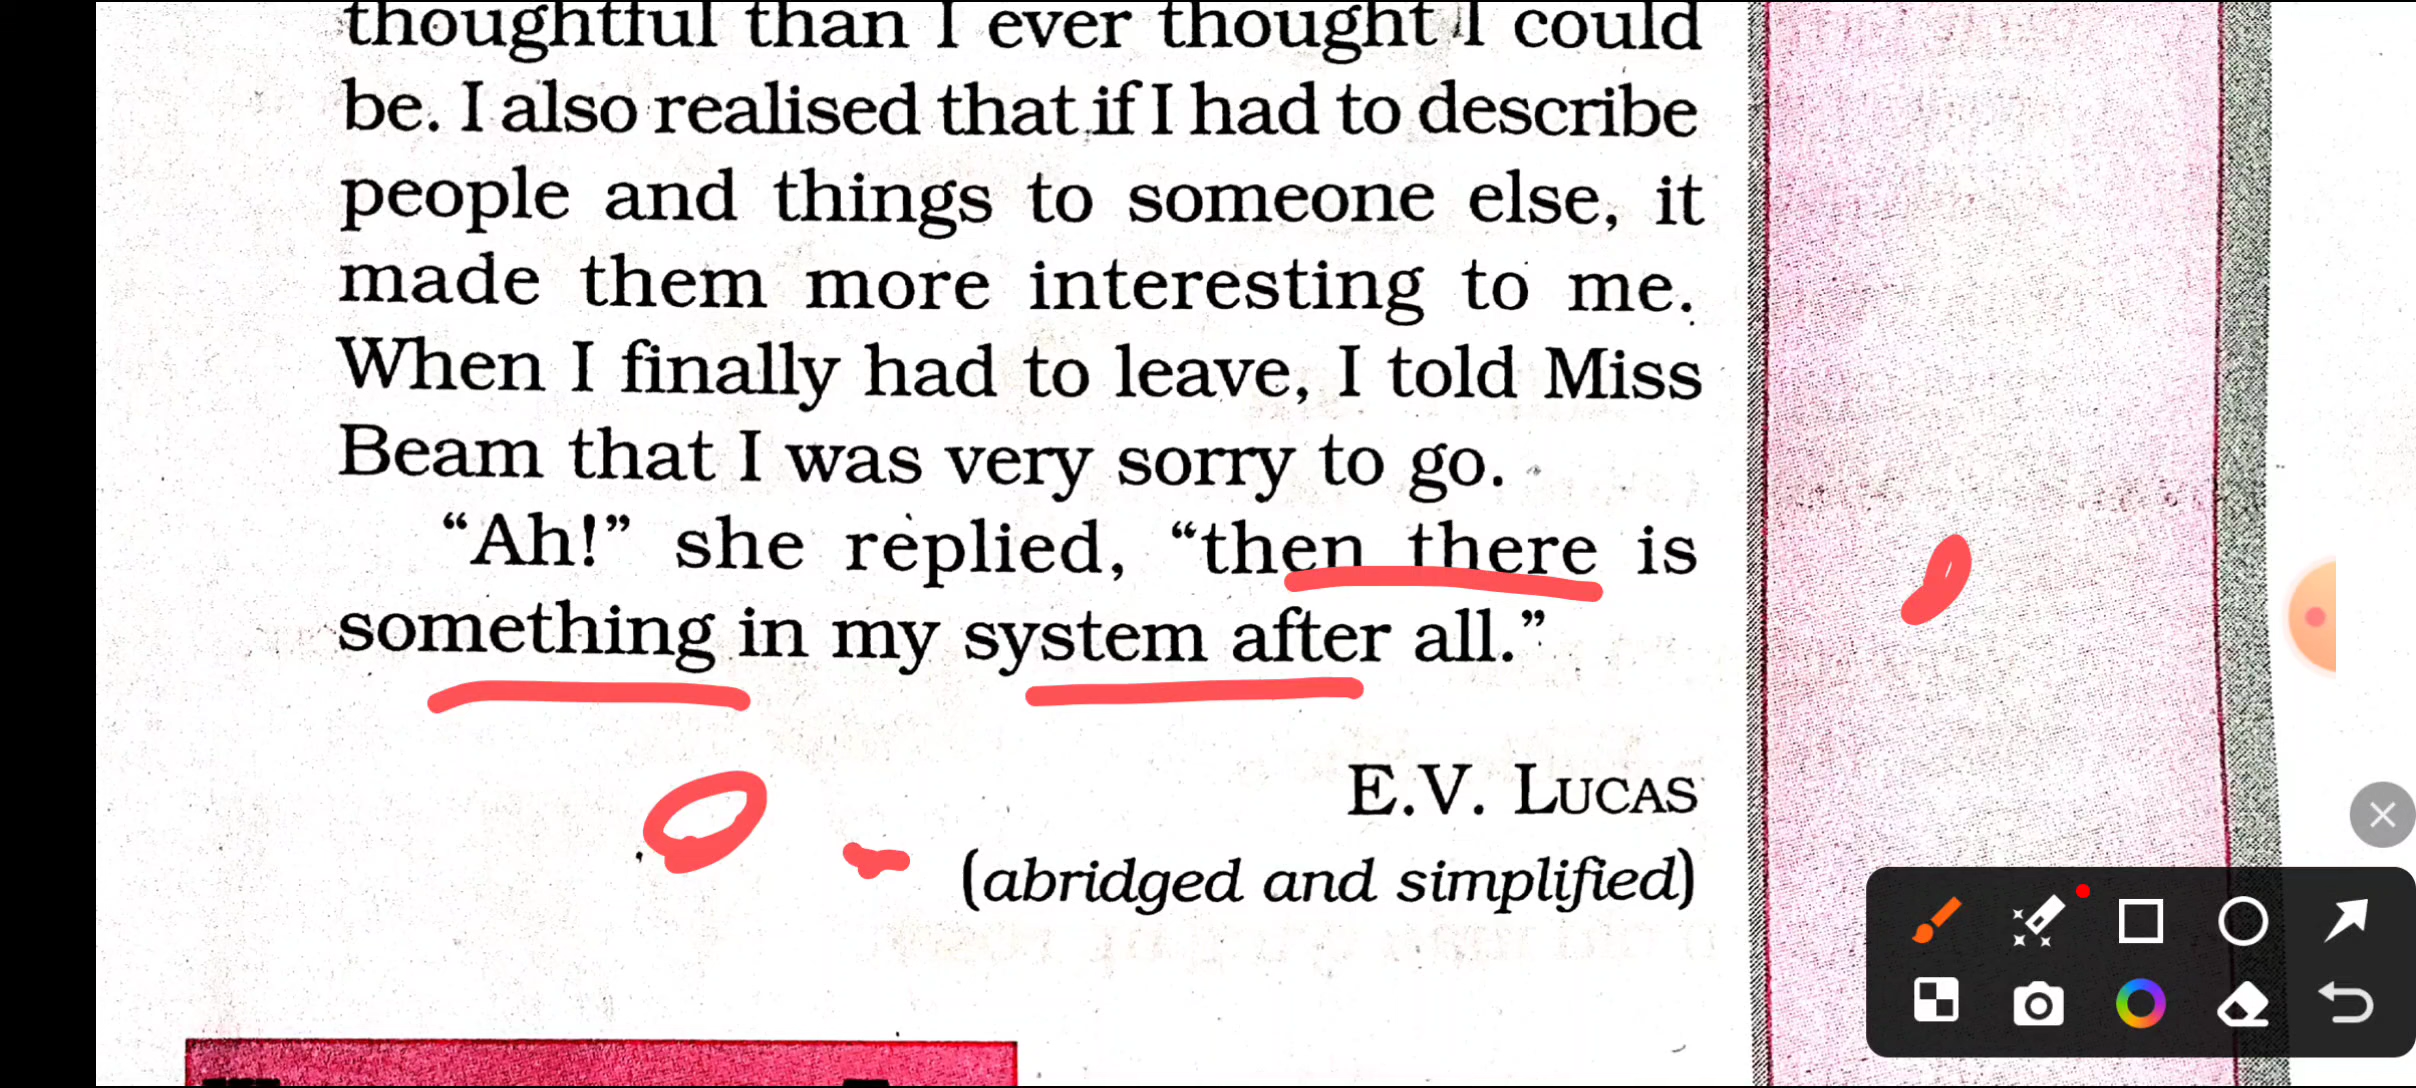 thoughtful than I ever thought I could
be. I also realised that if I had to describe
people and things to someone else, it
made them more interesting to me.
When I finally had to leave, I told Miss
Beam that I was very sorry to go.
“Ah!” she replied, “then there is
something in my system after all.”
E.V. LUCAS
(abridged and simplified)